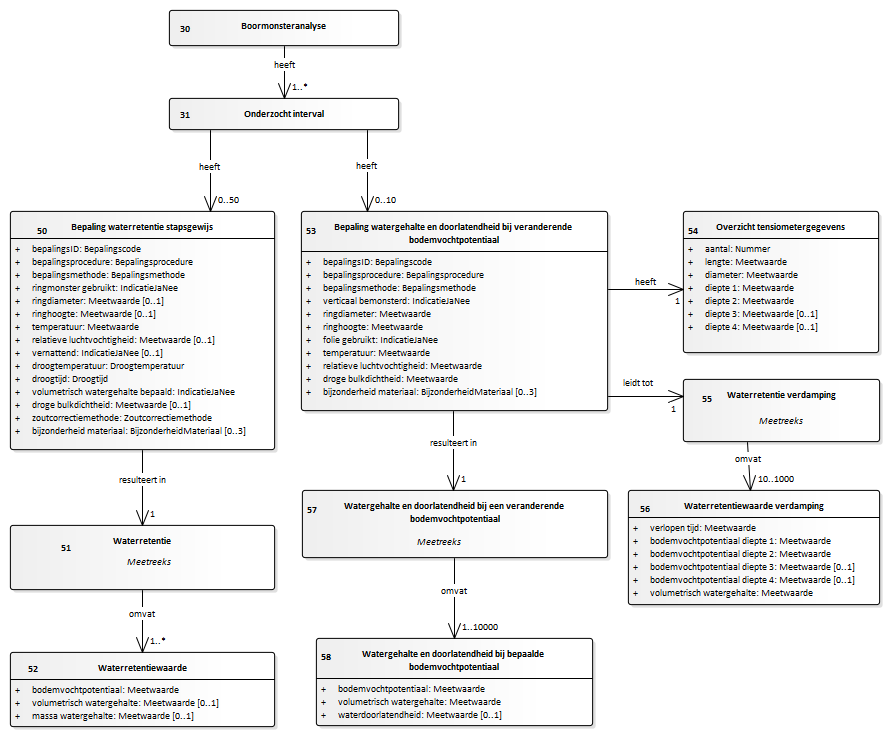 30 Boormonsteranalyse
heeft
1..*
31 Onderzocht interval
heeft
heeft
0..50
0..10
50 Bepaling waterretentie stapsgewijs
+ bepalingsID: Bepalingscode
+ bepalingsprocedure: Bepalingsprocedure
+ bepalingsmethode: Bepalingsmethode
+ ringmonster gebruikt: IndicatieJaNee
+ ringdiameter: Meetwaarde [0..1]
+ ringhoogte: Meetwaarde [0..1]
+ temperatuur: Meetwaarde
+ relatieve luchtvochtigheid: Meetwaarde [0..1]
+ vernattend: IndicatieJaNee [0..1]
+ droogtemperatuur: Droogtemperatuur
+ droogtijd: Droogtijd
+ volumetrisch watergehalte bepaald: IndicatieJaNee
+ droge bulkdichtheid: Meetwaarde [0..1]
+ zoutcorrectiemethode: Zoutcorrectiemethode
+ bijzonderheid materiaal: BijzonderheidMateriaal [0..3]
53 Bepaling watergehalte en doorlatendheid bij veranderende
bodemvochtpotentiaal
+ bepalingsID: Bepalingscode
+ bepalingsprocedure: Bepalingsprocedure
+ bepalingsmethode: Bepalingsmethode
+ verticaal bemonsterd: IndicatieJaNee
+ ringdiameter: Meetwaarde
+ ringhoogte: Meetwaarde
+ folie gebruikt: IndicatieJaNee
+ temperatuur: Meetwaarde
+ relatieve luchtvochtigheid: Meetwaarde
+ droge bulkdichtheid: Meetwaarde
+ bijzonderheid materiaal: BijzonderheidMateriaal [0..3]
heeft
1
54 Overzicht tensiometergegevens
+ aantal: Nummer
+ lengte: Meetwaarde
+ diameter: Meetwaarde
+ diepte 1: Meetwaarde
+ diepte 2: Meetwaarde
+ diepte 3: Meetwaarde [0..1]
+ diepte 4: Meetwaarde [0..1]
leidt tot
1
55 Waterretentie verdamping
Meetreeks
omvat
10..1000
56 Waterretentiewaarde verdamping
+ verlopen tijd: Meetwaarde
+ bodemvochtpotentiaal diepte 1: Meetwaarde
+ bodemvochtpotentiaal diepte 2: Meetwaarde
+ bodemvochtpotentiaal diepte 3: Meetwaarde [0..1]
+ bodemvochtpotentiaal diepte 4: Meetwaarde [0..1]
+ volumetrisch watergehalte: Meetwaarde
resulteert in
1
51 Waterretentie
Meetreeks
omvat
1..*
52 Waterretentiewaarde
+ bodemvochtpotentiaal: Meetwaarde
+ volumetrisch watergehalte: Meetwaarde [0..1]
+ massa watergehalte: Meetwaarde [0..1]
resulteert in
1
57 Watergehalte en doorlatendheid bij een veranderende
bodemvochtpotentiaal
Meetreeks
omvat
1..10000
58 Watergehalte en doorlatendheid bij bepaalde
bodemvochtpotentiaal
+ bodemvochtpotentiaal: Meetwaarde
+ volumetrisch watergehalte: Meetwaarde
+ waterdoorlatendheid: Meetwaarde [0..1]